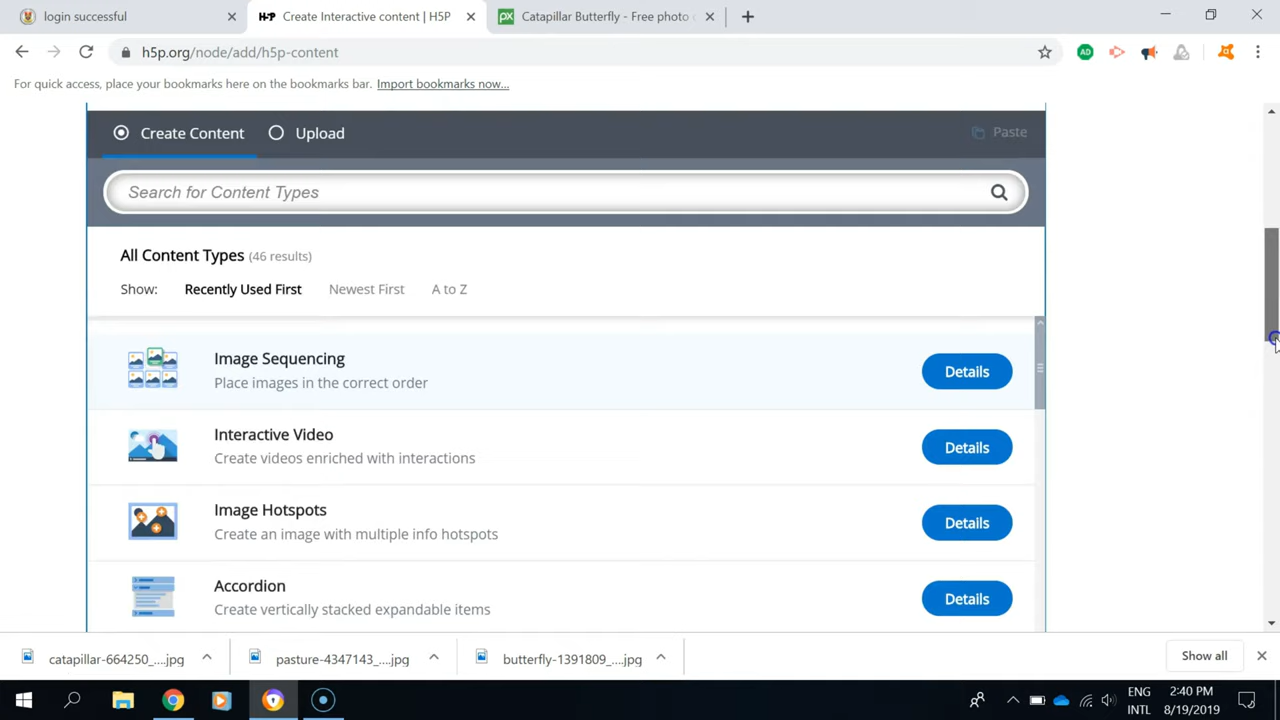 login successful
H5P Create Interactive content | H5P
px Catapillar Butterfly - Free photo o
h5p.org/node/add/h5p-content
AD
For quick access, place your bookmarks here on the bookmarks bar. Import bookmarks now...
Create Content Upload Paste
Search for Content Types
All Content Types (46 results)
Show: Recently Used First Newest First A to Z
Image Sequencing
Place images in the correct order
Details
Interactive Video
Create videos enriched with interactions
Details
Image Hotspots
Create an image with multiple info hotspots
Details
Accordion
Create vertically stacked expandable items
Details
catapillar-664250_....jpg pasture-4347143_....jpg butterfly-1391809_....jpg Show all
ENG 2:40 PM
INTL 8/19/2019